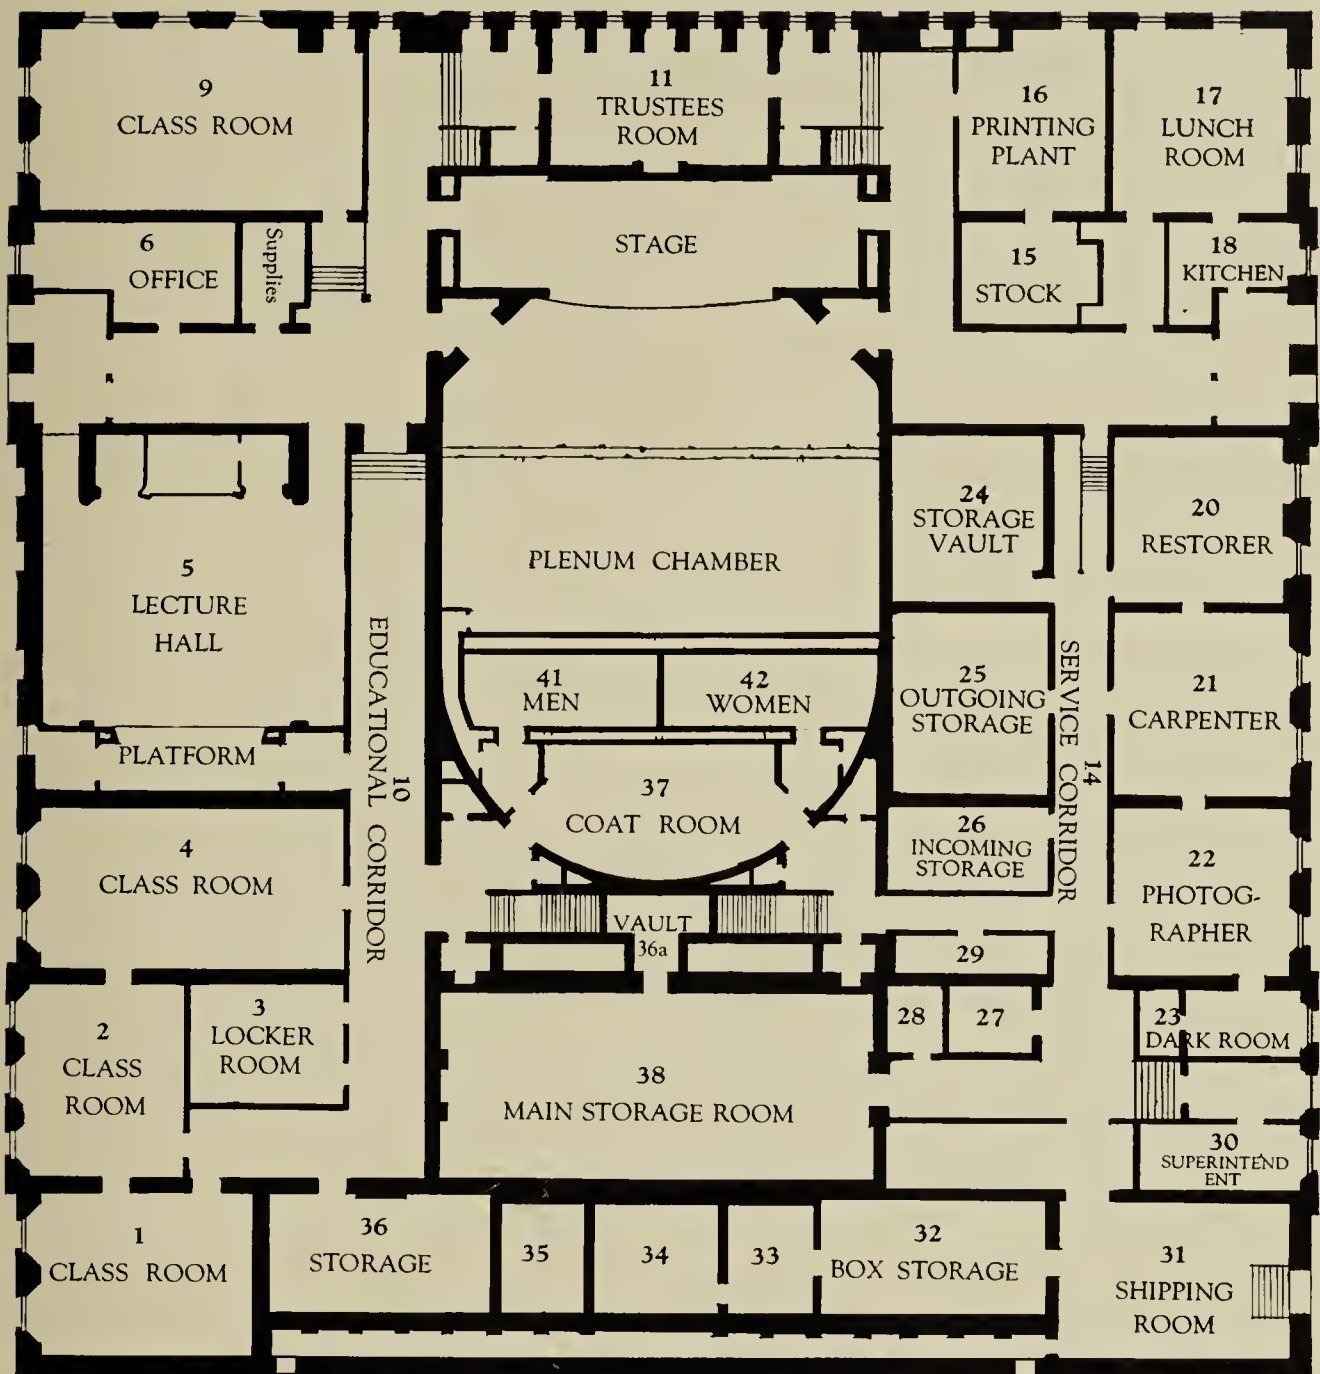 9
CLASS ROOM
11
TRUSTEES
ROOM
16
PRINTING
PLANT
17
LUNCH
ROOM
6
OFFICE
Supplies
STAGE
15
STOCK
18
KITCHEN
5
LECTURE
HALL
PLATFORM
10
EDUCATIONAL CORRIDOR
PLENUM CHAMBER
24
STORAGE
VAULT
20
RESTORER
41
MEN
42
WOMEN
25
OUTGOING
STORAGE
14
SERVICE CORRIDOR
21
CARPENTER
37
COAT ROOM
26
INCOMING
STORAGE
4
CLASS ROOM
22
PHOTOG-
RAPHER
VAULT
36a
29
2
CLASS
ROOM
3
LOCKER
ROOM
28
27
23
DARK ROOM
38
MAIN STORAGE ROOM
30
SUPERINTEND
ENT
1
CLASS ROOM
36
STORAGE
35
34
33
32
BOX STORAGE
31
SHIPPING
ROOM